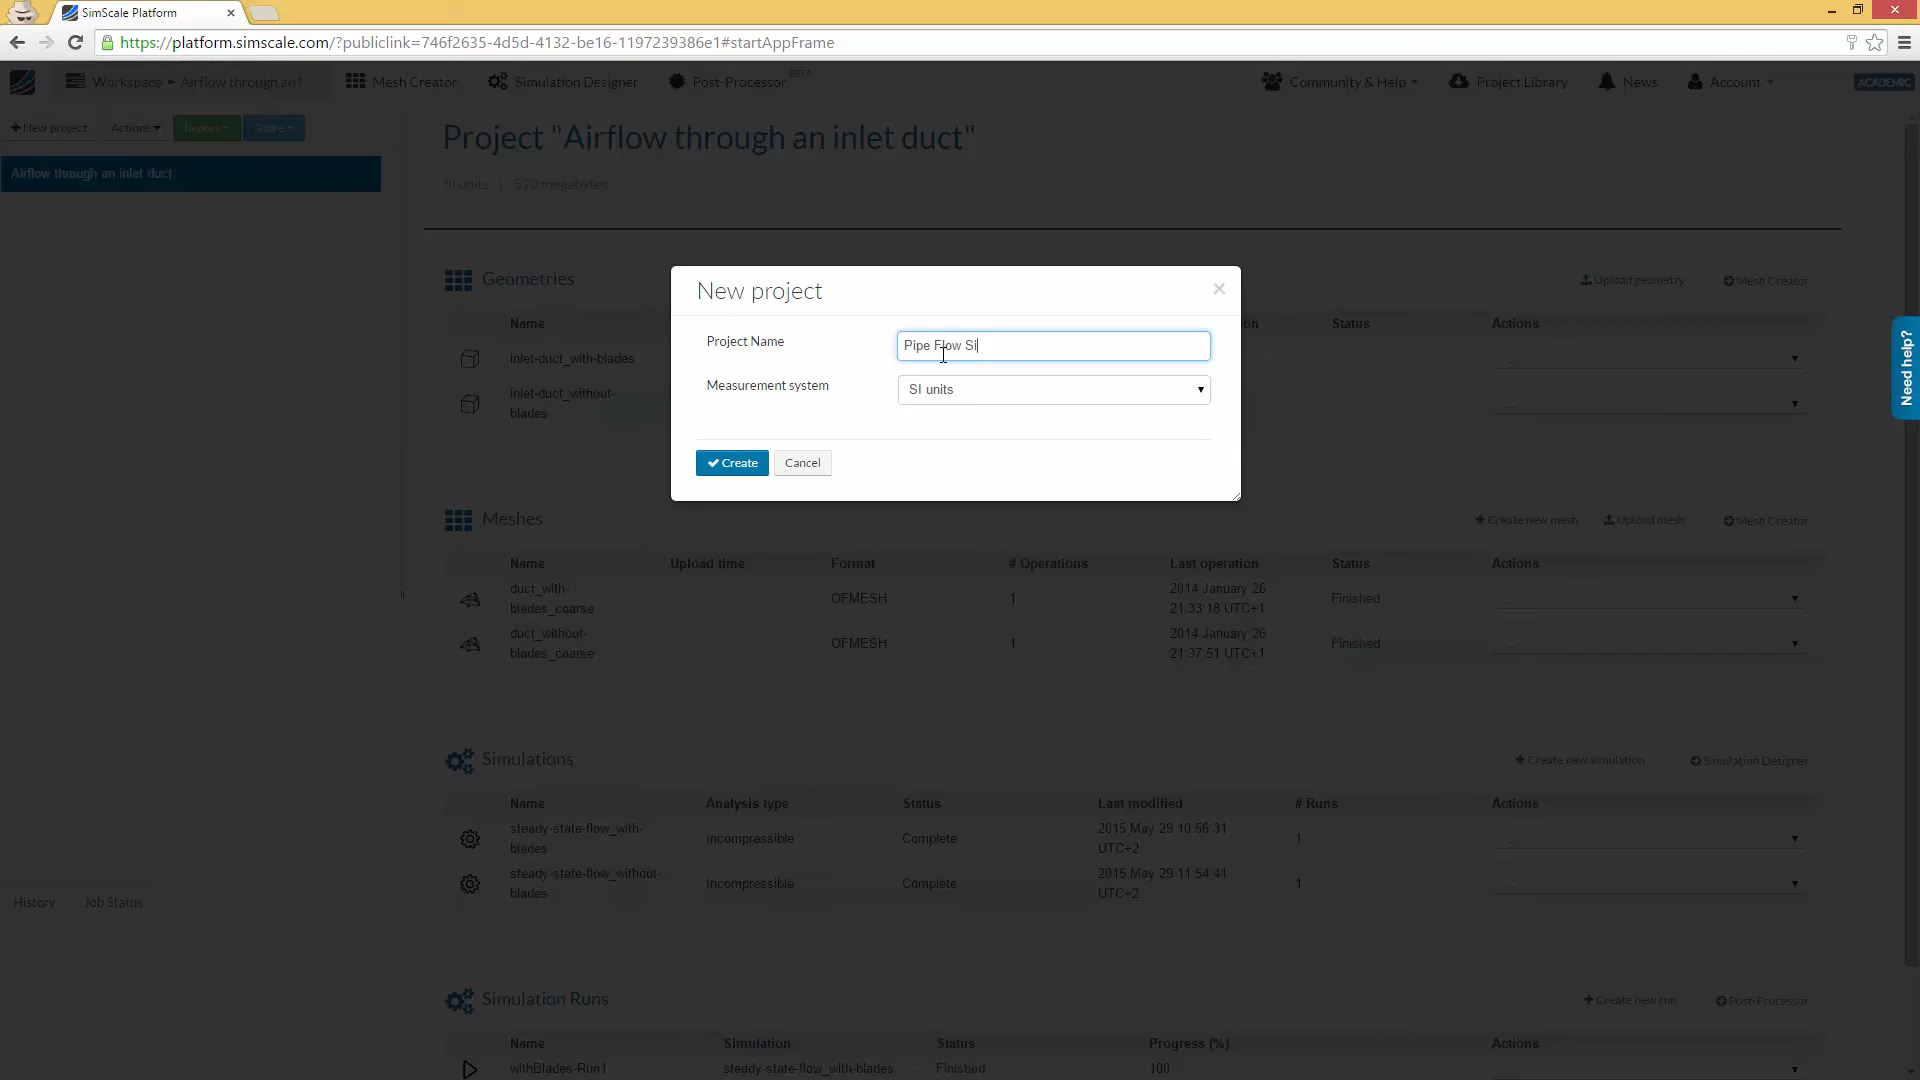 SimScale Platform
https://platform.simscale.com/?publiclink=746f2635-4d5d-4132-be16-1197239386e1#startAppFrame
Workspace Airflow through an I
Mesh Creator
Simulation Designer
Post-Processor BETA
Community & Help
Project Library
News
Account
ACADEMIC
New project
Actions
Import
Share
Project "Airflow through an inlet duct"
Airflow through an inlet duct
SI units | 520 megabytes
New project
Project Name
Pipe Flow Si
Measurement system
SI units
Create
Cancel
Need help?
Geometries
Upload geometry
Mesh Creator
Name
on
Status
Actions
inlet-duct_with-blades
...
inlet-duct_without-
blades
...
Meshes
Create new mesh
Upload mesh
Mesh Creator
Name
Upload time
Format
# Operations
Last operation
Status
Actions
duct_with-
blades_coarse
OFMESH
1
2014 January 26
21:33:18 UTC+1
Finished
...
duct_without-
blades_coarse
OFMESH
1
2014 January 26
21:37:51 UTC+1
Finished
...
Simulations
Create new simulation
Simulation Designer
Name
Analysis type
Status
Last modified
# Runs
Actions
steady-state-flow_with-
blades
Incompressible
Complete
2015 May 29 10:56:31
UTC+2
1
...
steady-state-flow_without-
blades
Incompressible
Complete
2015 May 29 11:54:41
UTC+2
1
...
History
Job Status
Simulation Runs
Create new run
Post-Processor
Name
Simulation
Status
Progress (%)
Actions
withBlades-Run1
steady-state-flow_with-blades
Finished
100
...